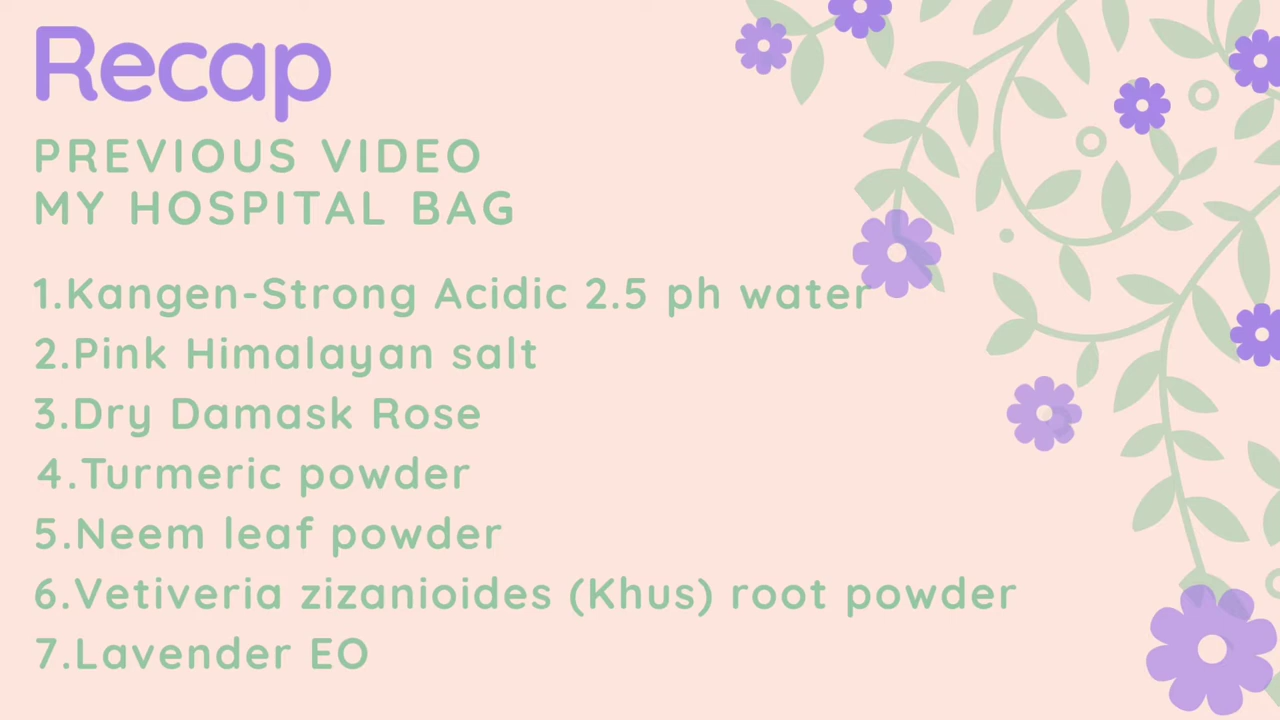 Recap
PREVIOUS VIDEO
MY HOSPITAL BAG
1.Kangen-Strong Acidic 2.5 ph water
2.Pink Himalayan salt
3.Dry Damask Rose
4.Turmeric powder
5.Neem leaf powder
6.Vetiveria zizanioides (Khus) root powder
7.Lavender EO